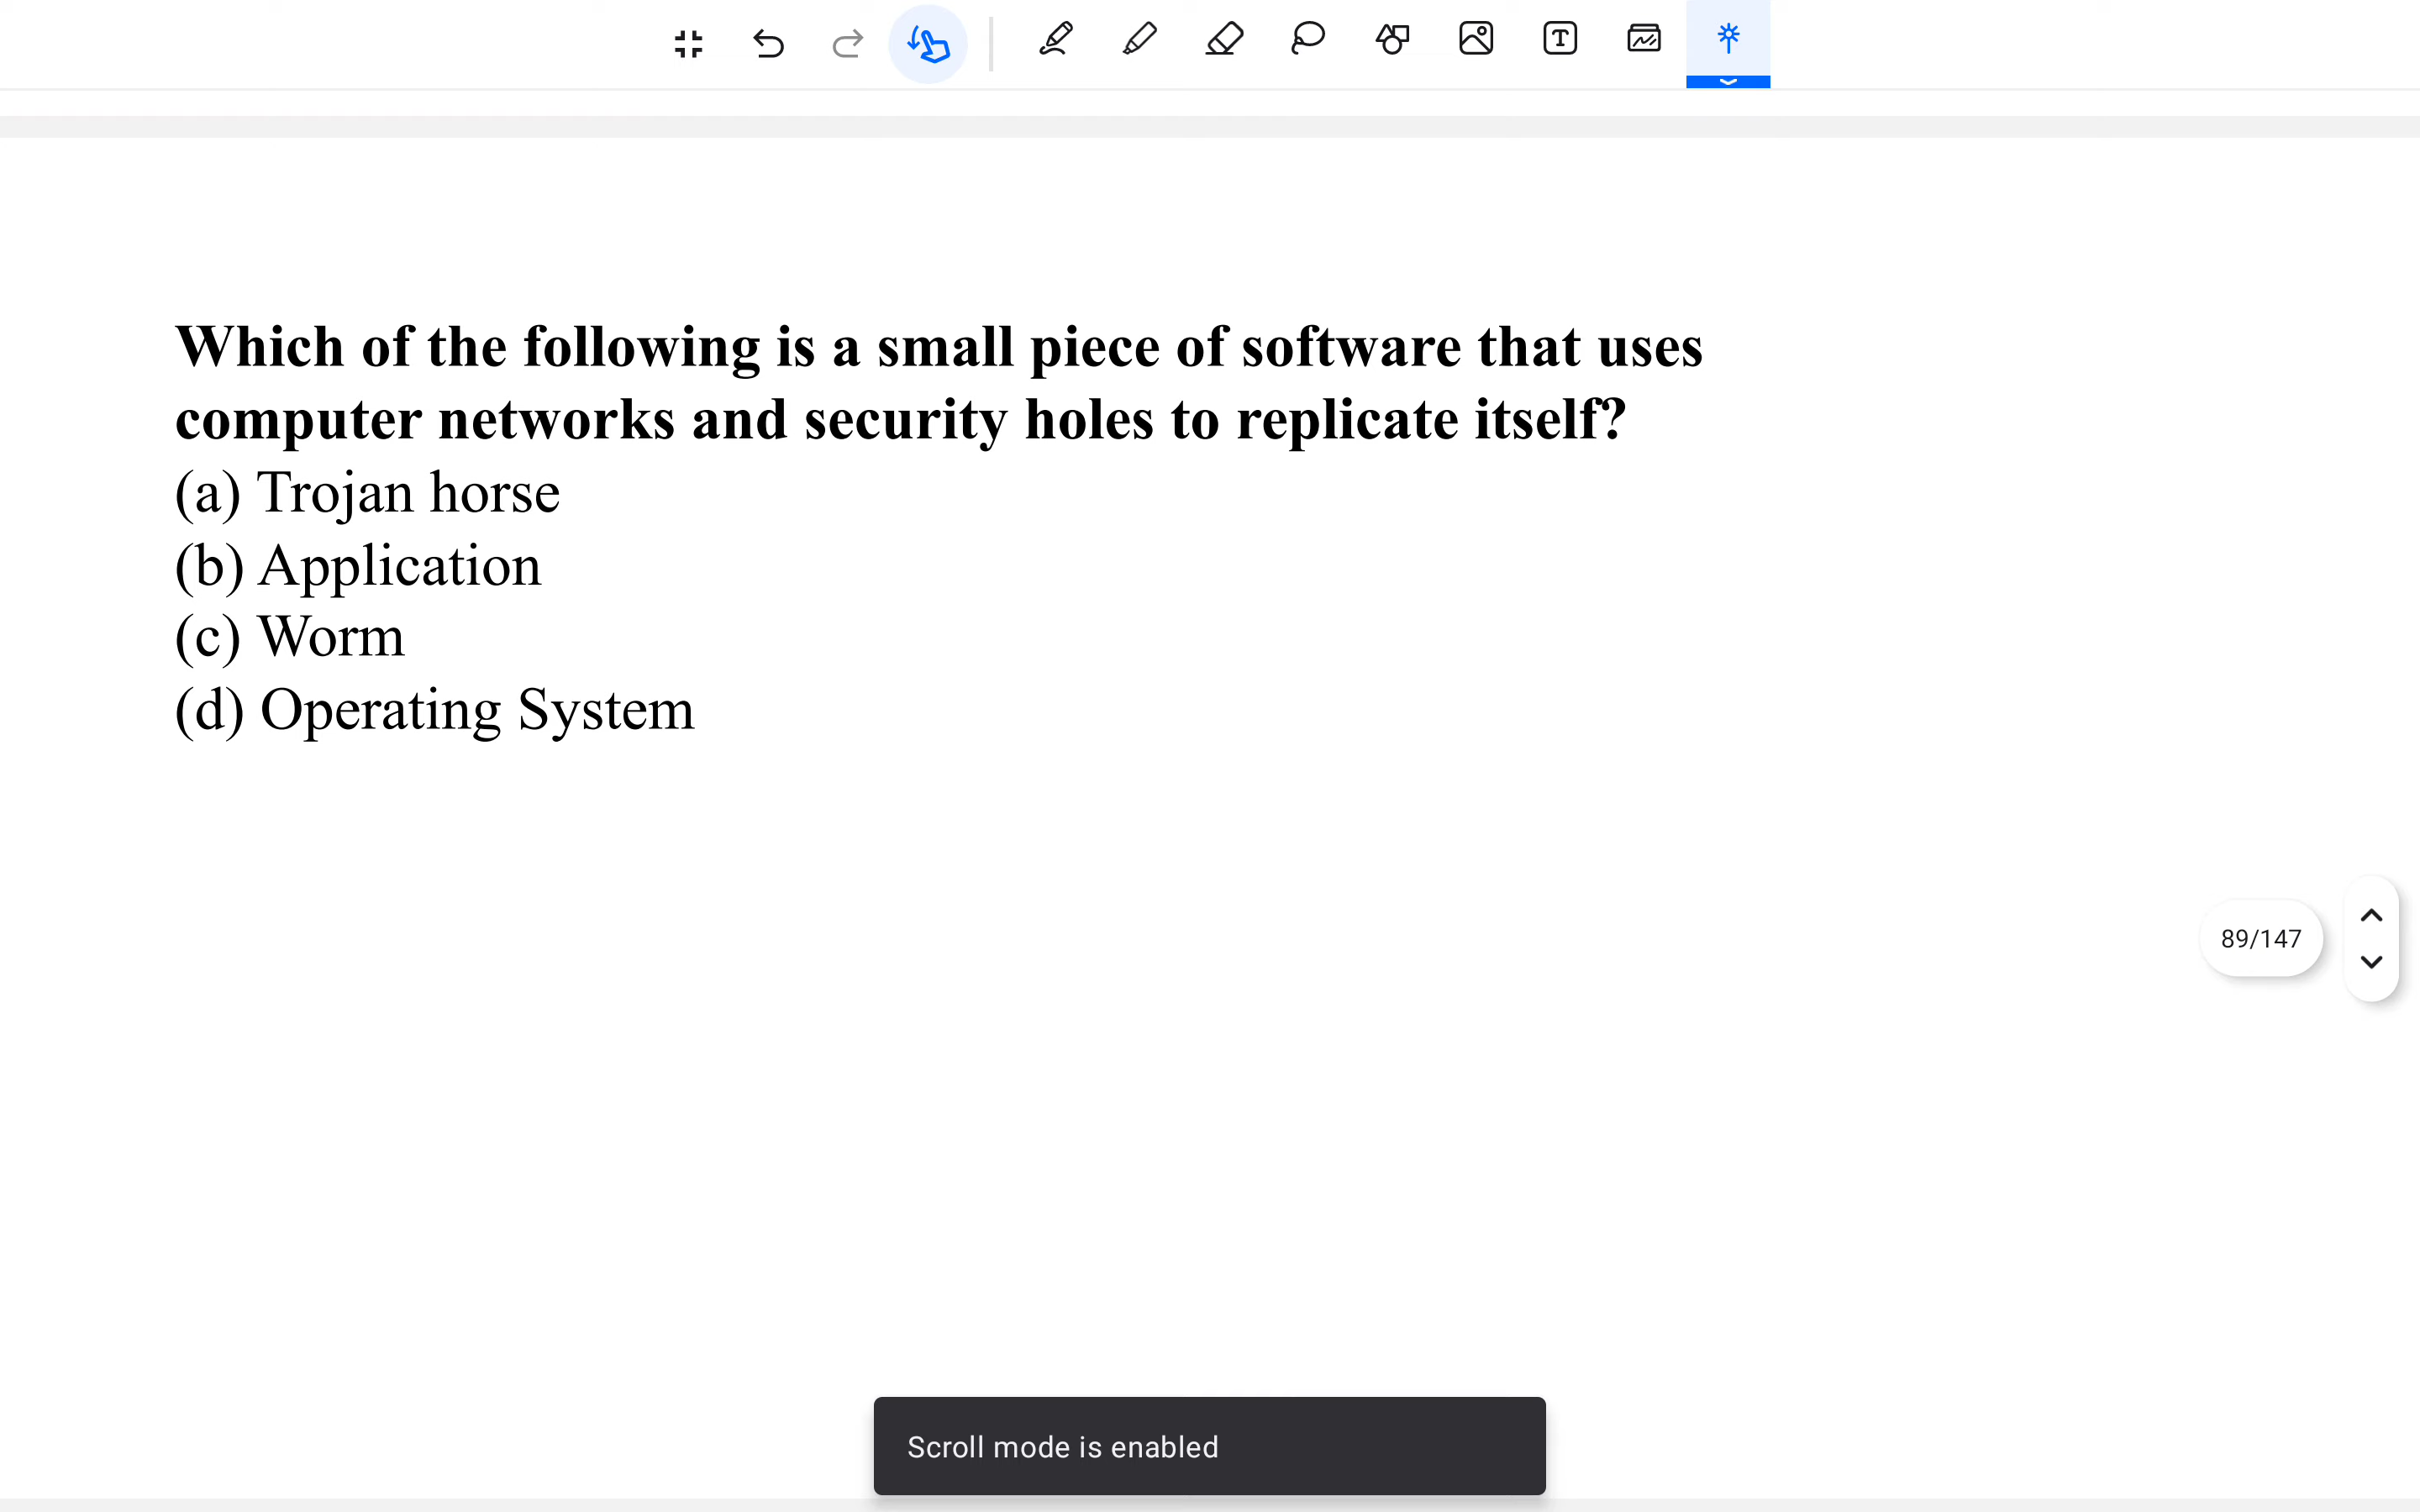 Which of the following is a small piece of software that uses
computer networks and security holes to replicate itself?
(a) Trojan horse
(b) Application
(c) Worm
(d) Operating System
89/147
Scroll mode is enabled